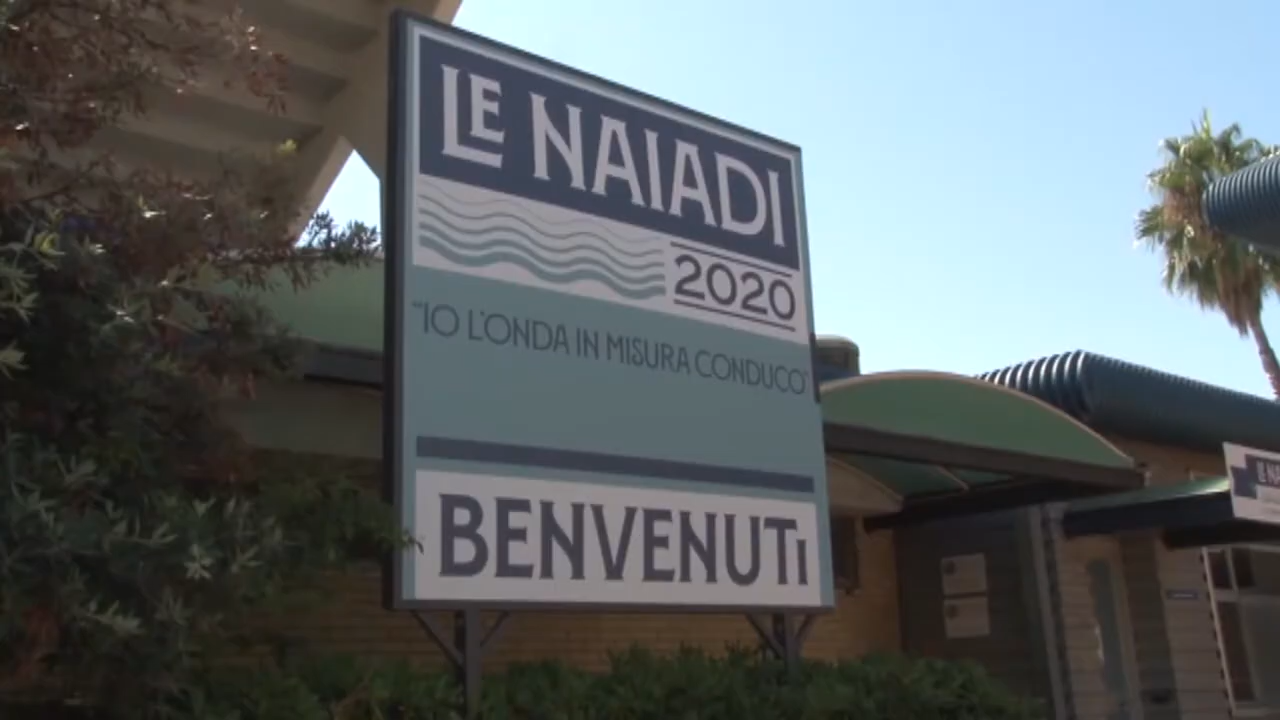 LE NAIADI
2020
"IO L'ONDA IN MISURA CONDUCO"
BENVENUTI